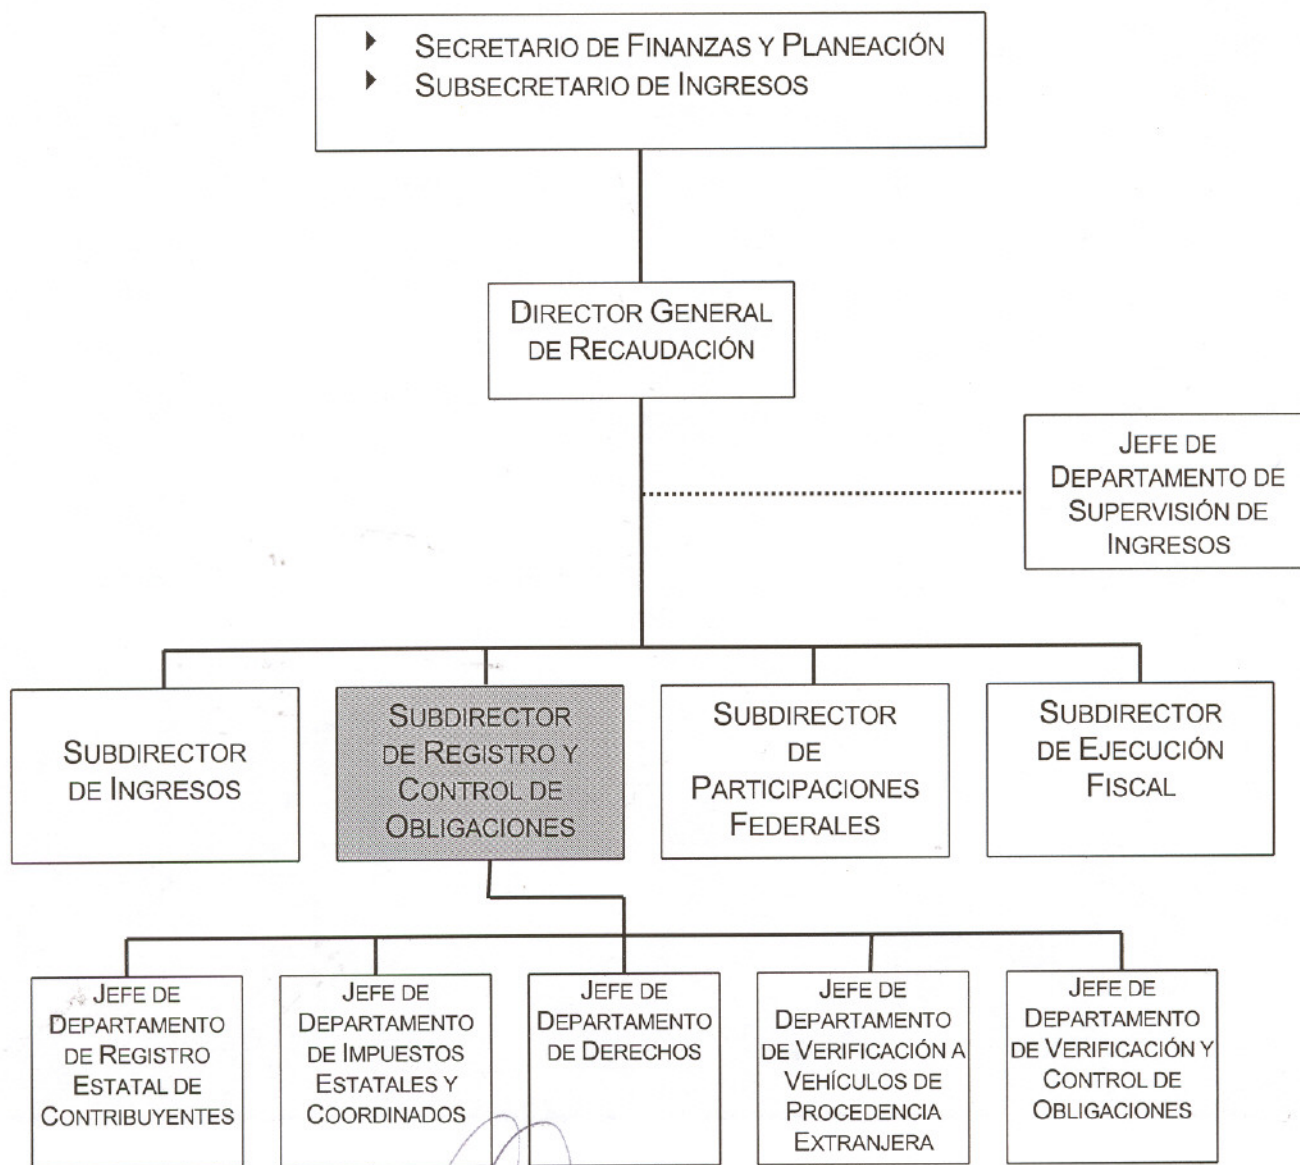 SECRETARIO DE FINANZAS Y PLANEACIÓN
SUBSECRETARIO DE INGRESOS
DIRECTOR GENERAL
DE RECAUDACIÓN
JEFE DE
DEPARTAMENTO DE
SUPERVISIÓN DE
INGRESOS
SUBDIRECTOR
DE INGRESOS
SUBDIRECTOR
DE REGISTRO Y
CONTROL DE
OBLIGACIONES
SUBDIRECTOR
DE
PARTICIPACIONES
FEDERALES
SUBDIRECTOR
DE EJECUCIÓN
FISCAL
JEFE DE
DEPARTAMENTO
DE REGISTRO
ESTATAL DE
CONTRIBUYENTES
JEFE DE
DEPARTAMENTO
DE IMPUESTOS
ESTATALES Y
COORDINADOS
JEFE DE
DEPARTAMENTO
DE DERECHOS
JEFE DE
DEPARTAMENTO
DE VERIFICACIÓN A
VEHÍCULOS DE
PROCEDENCIA
EXTRANJERA
JEFE DE
DEPARTAMENTO
DE VERIFICACIÓN Y
CONTROL DE
OBLIGACIONES